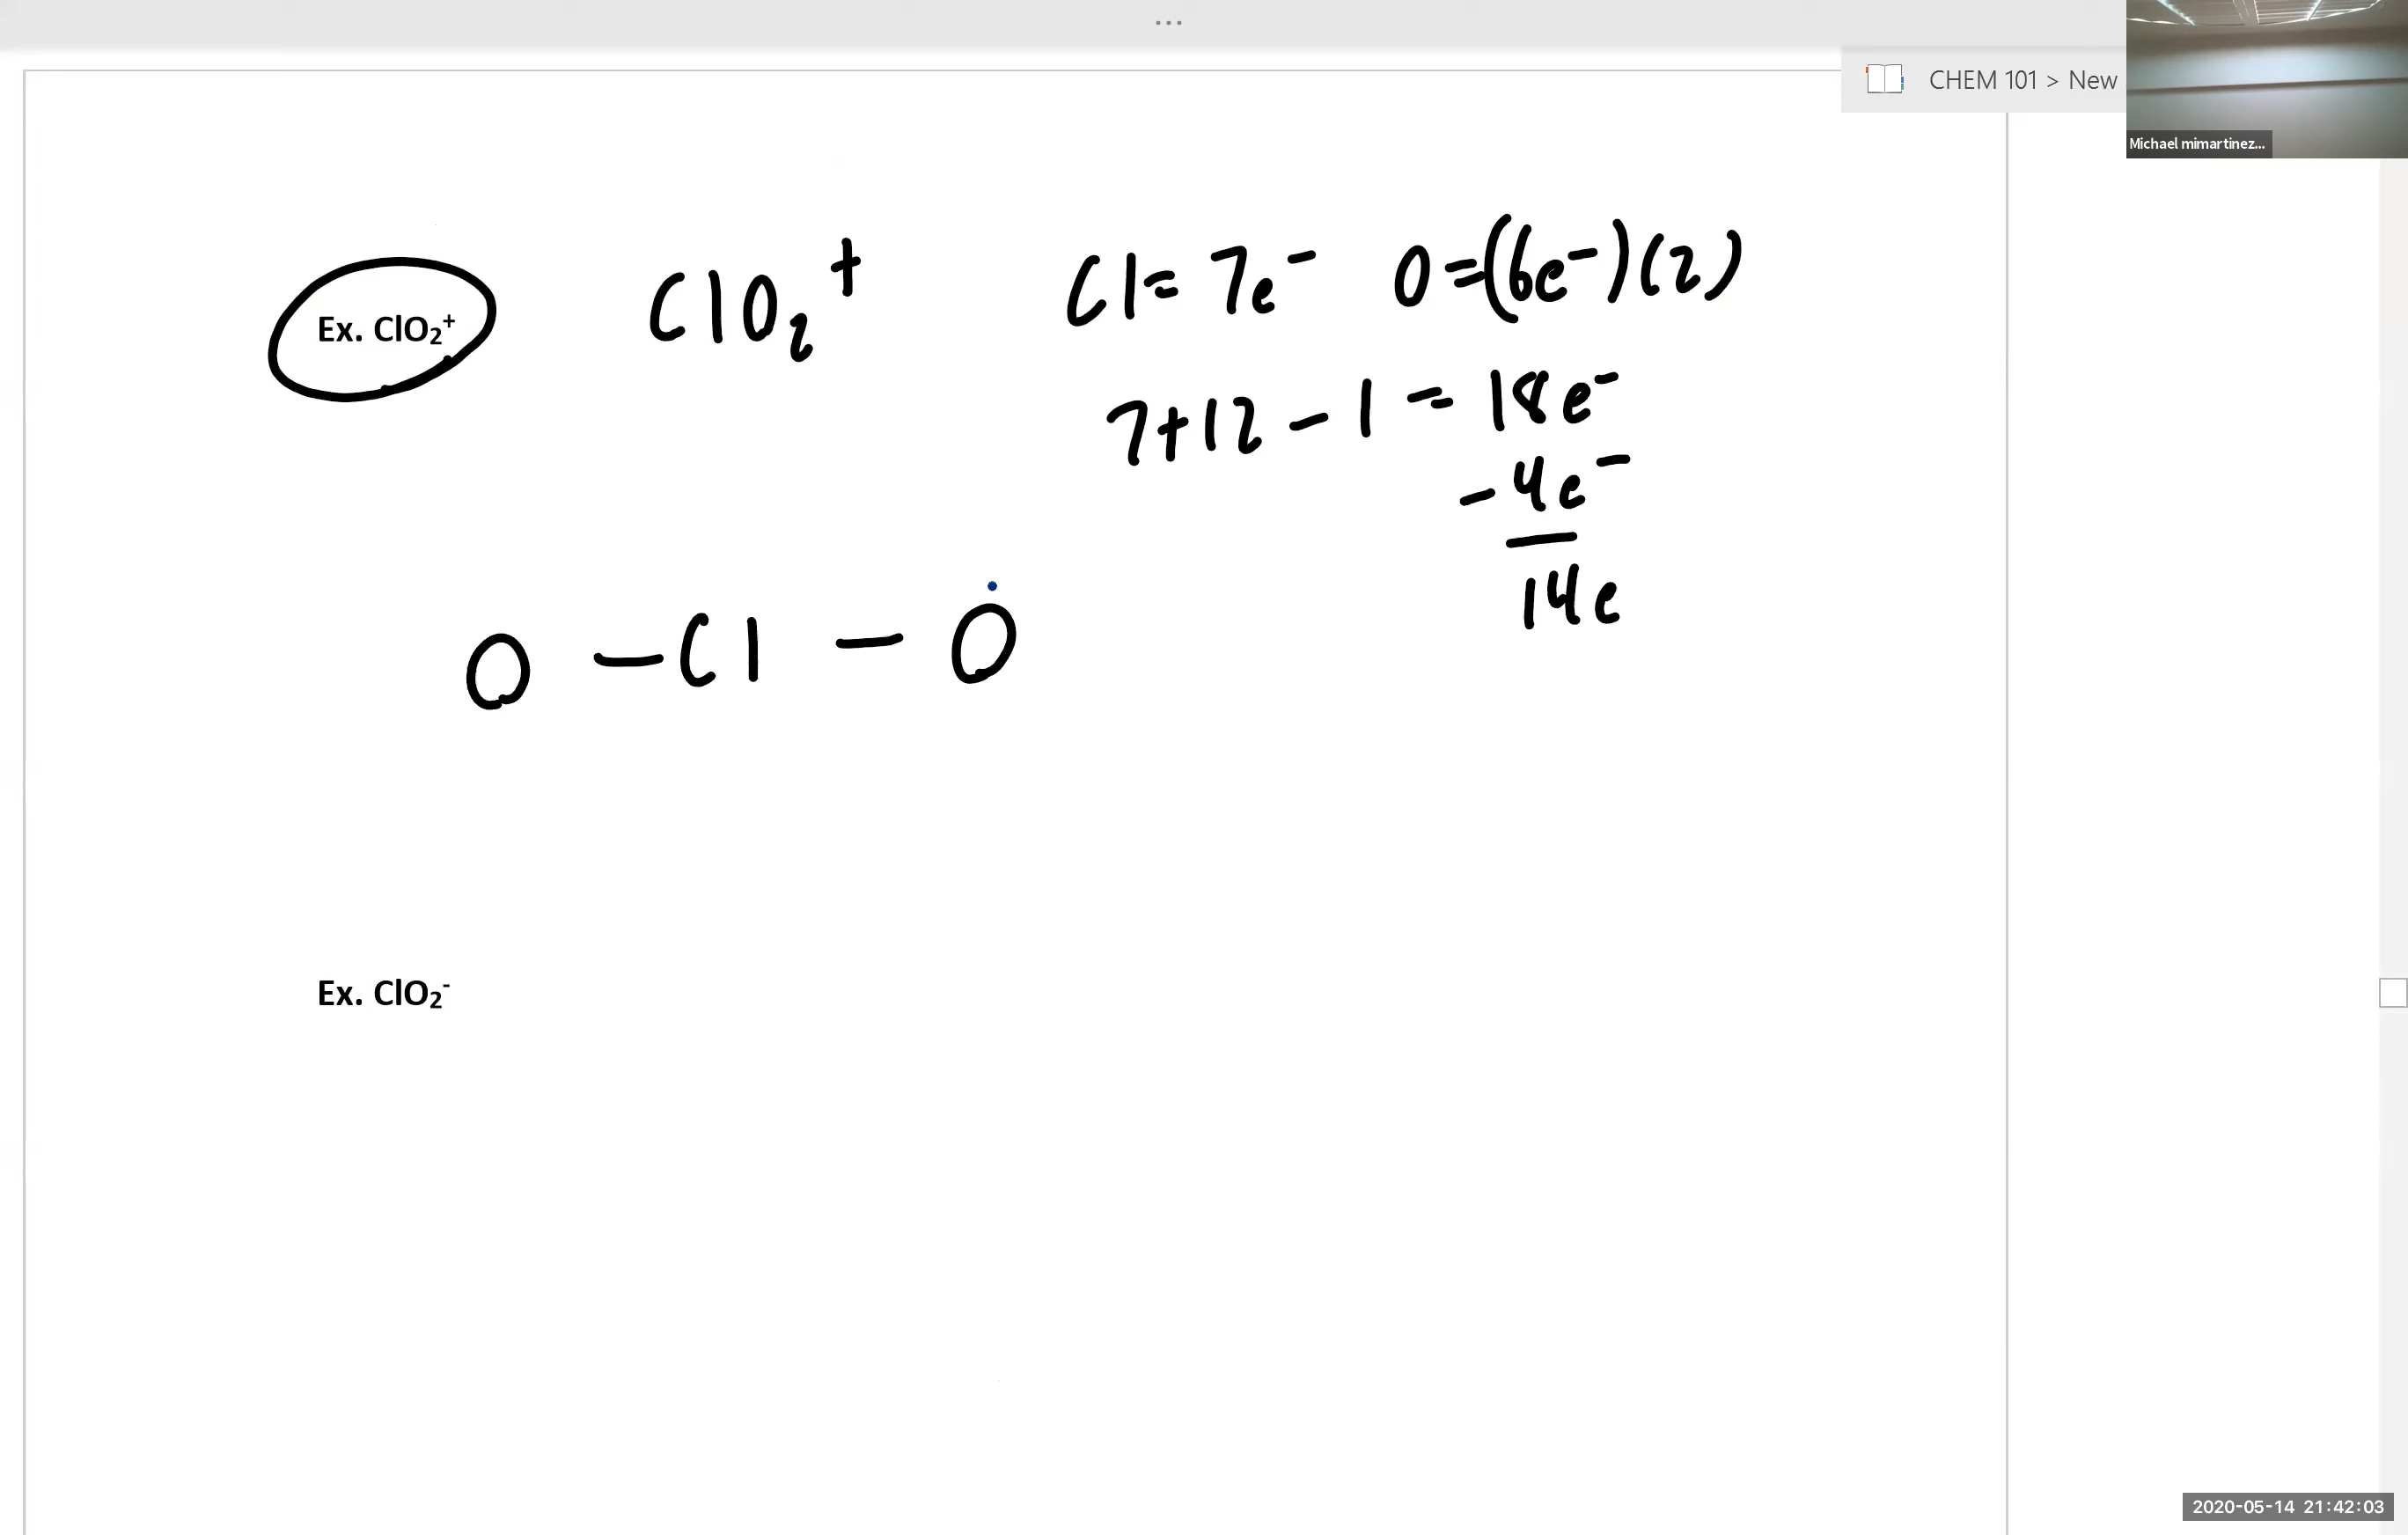 ...
CHEM 101 > New
Michael mimartinez...
Ex. ClO₂⁺ ClO₂⁺ Cl = 7e⁻ O = (6e⁻)(2)
7 + 12 - 1 = 18e⁻
- 4e⁻
14e
O - Cl - O
Ex. ClO₂⁻
2020-05-14 21:42:03